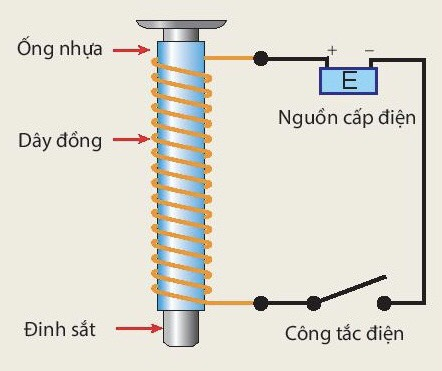 Ống nhựa
+ −
E
Nguồn cấp điện
Dây đồng
Đinh sắt
Công tắc điện